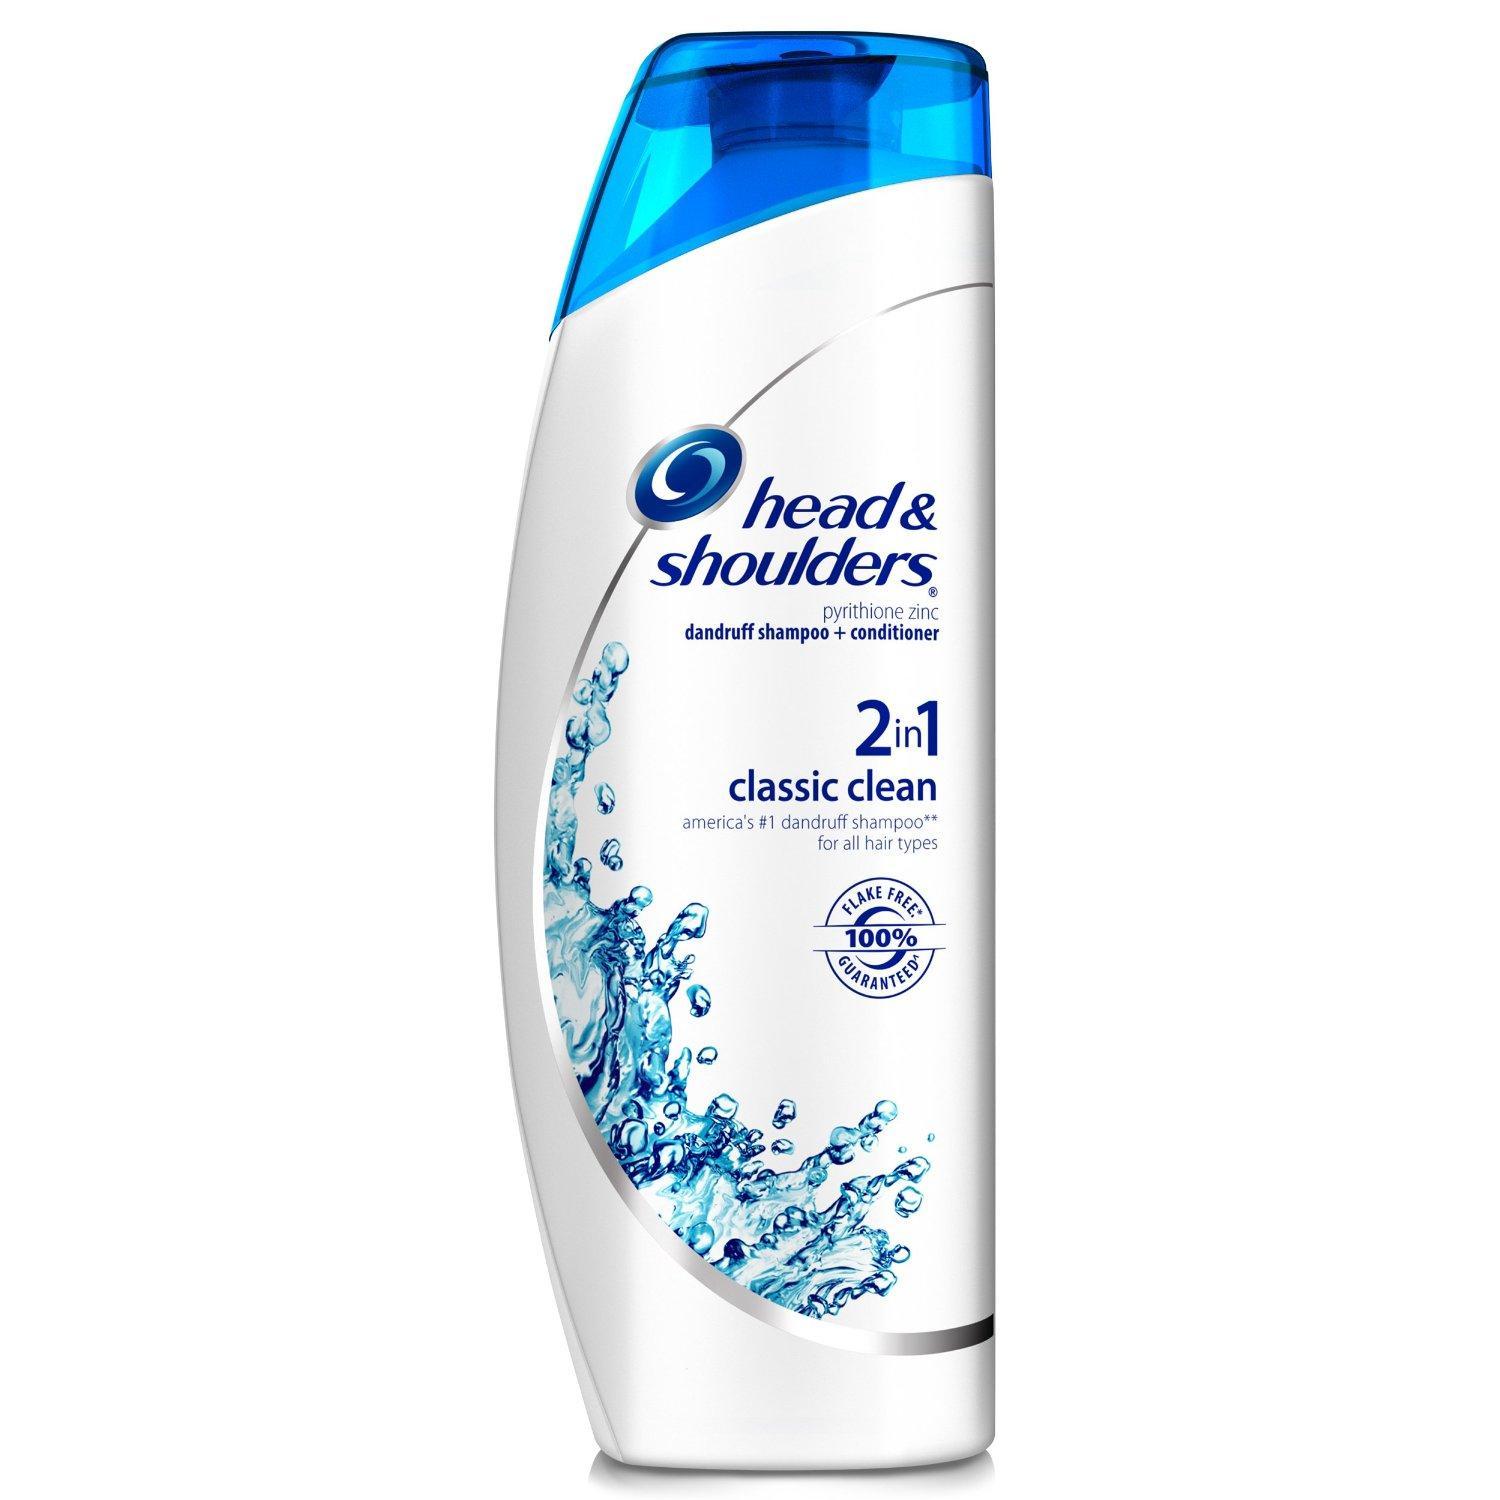 head &
shoulders®
pyrithione zinc
dandruff shampoo + conditioner
2in1
classic clean
america's #1 dandruff shampoo**
for all hair types
FLAKE FREE*
100%
GUARANTEED^